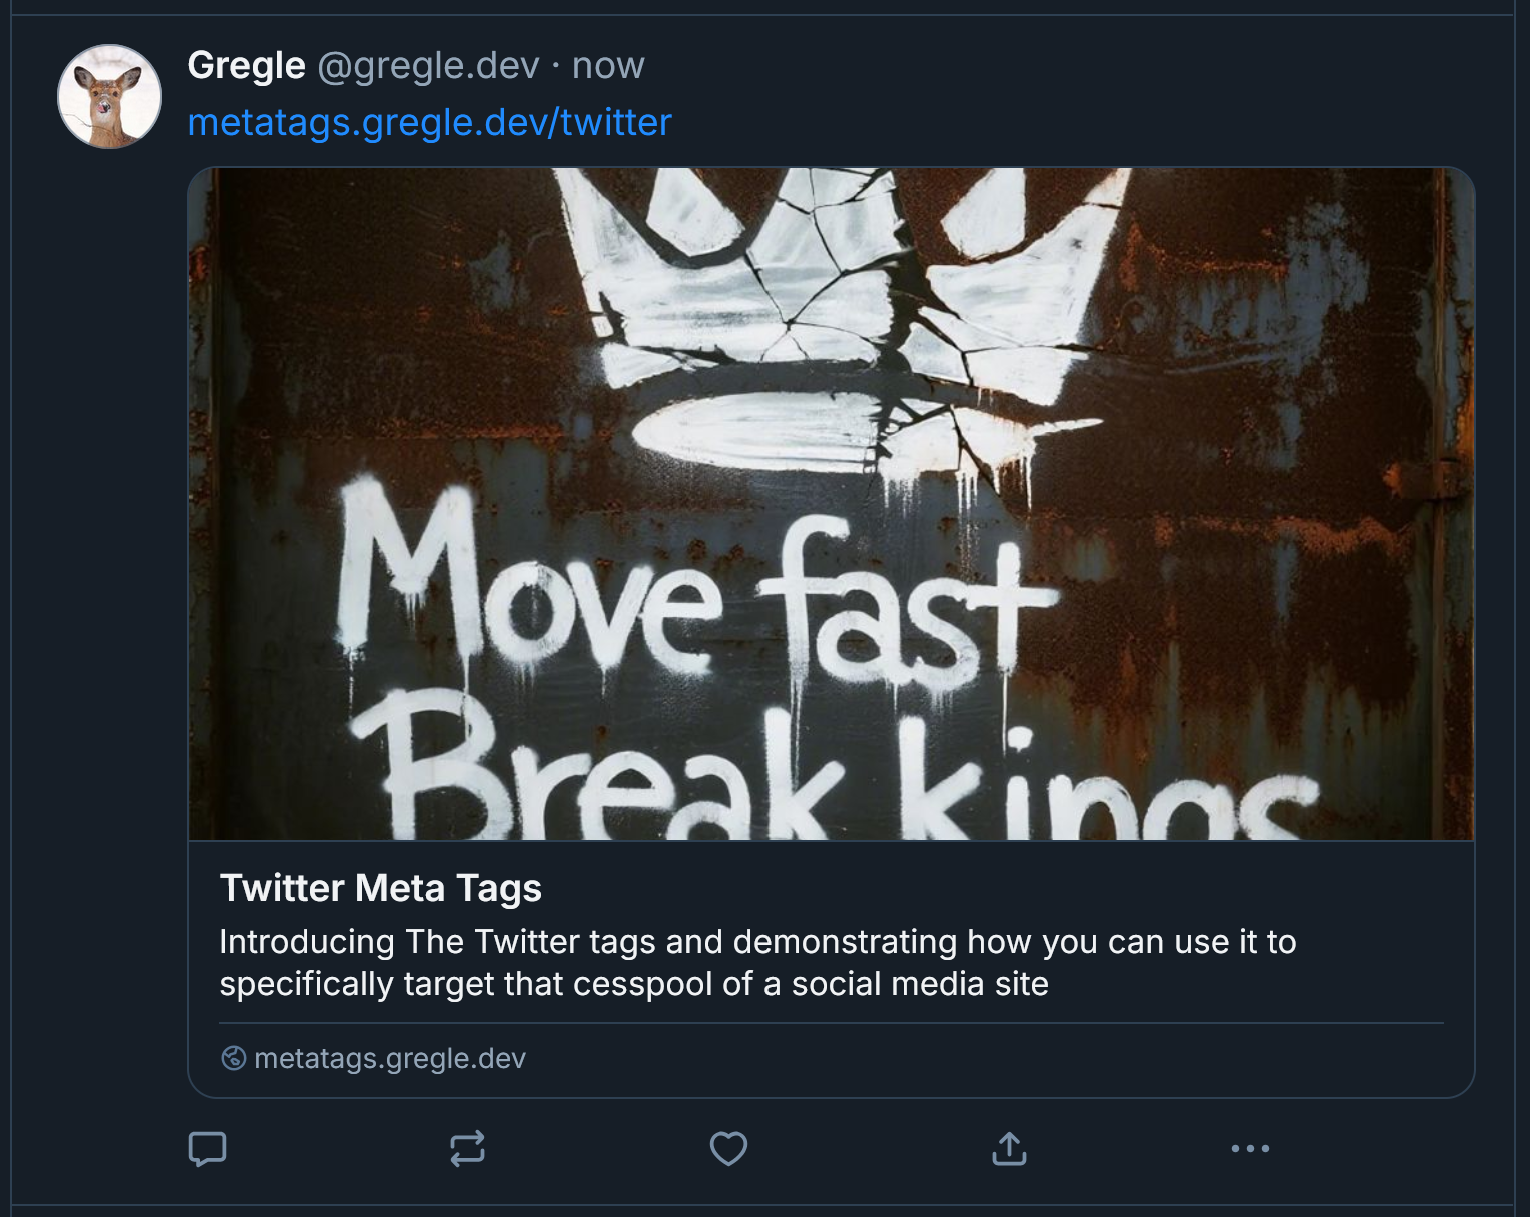 Gregle @gregle.dev · now
metatags.gregle.dev/twitter
Move fast
Break kings
Twitter Meta Tags
Introducing The Twitter tags and demonstrating how you can use it to
specifically target that cesspool of a social media site
metatags.gregle.dev